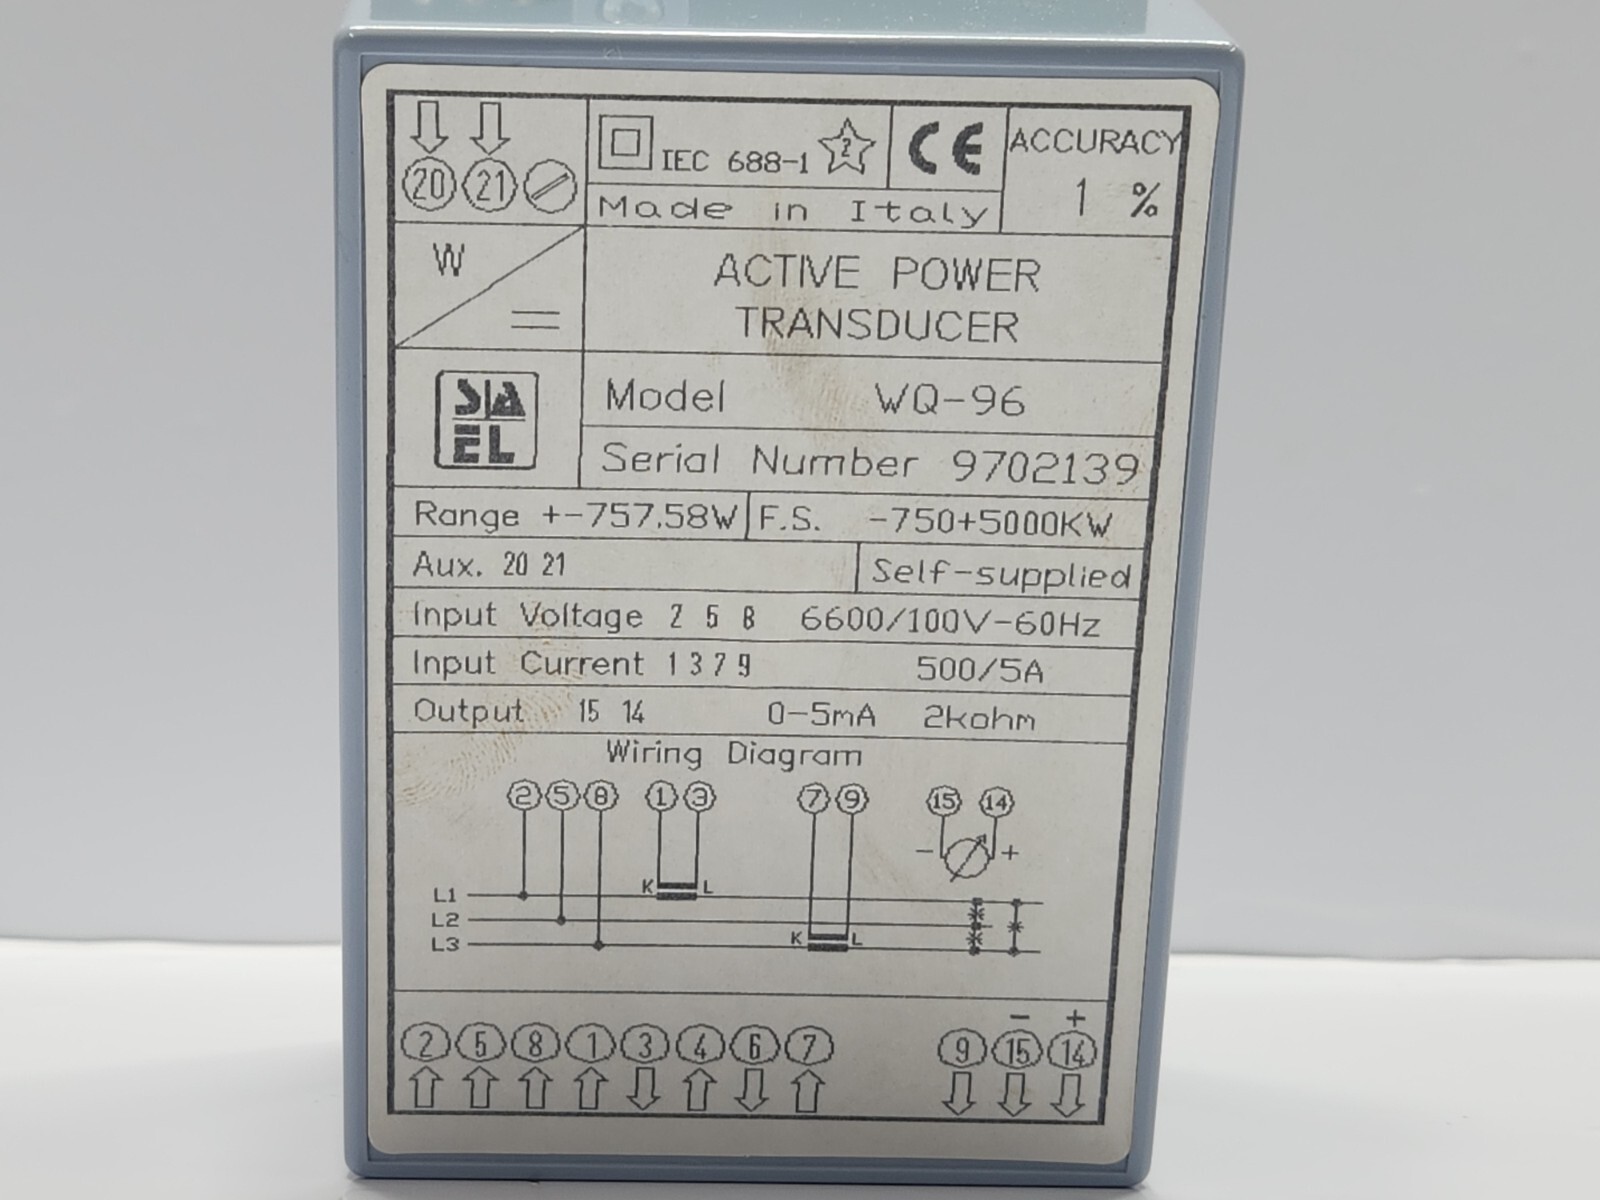 20 21
IEC 688-1 2
CE
ACCURACY
1 %
Made in Italy
W
ACTIVE POWER
TRANSDUCER
SIA
EL
Model WQ-96
Serial Number 9702139
Range +-757.58W F.S. -750+5000KW
Aux. 20 21 Self-supplied
Input Voltage 2 5 8 6600/100V-60Hz
Input Current 1 3 7 9 500/5A
Output 15 14 0-5mA 2kohm
Wiring Diagram
2 5 8 1 3 7 9 15 14
- +
K L
L1
L2
K L
L3
- +
2 5 8 1 3 4 6 7 9 15 14